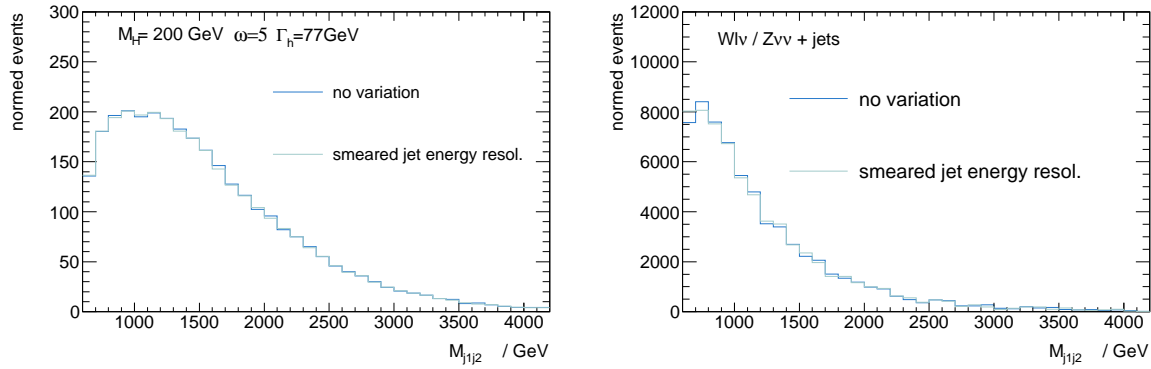 M_H= 200 GeV ω=5 Γ_h=77GeV
no variation
smeared jet energy resol.
normed events
300
250
200
150
100
50
0
1000 1500 2000 2500 3000 3500 4000
M_j1j2 / GeV
Wlν / Zνν + jets
no variation
smeared jet energy resol.
normed events
12000
10000
8000
6000
4000
2000
0
1000 1500 2000 2500 3000 3500 4000
M_j1j2 / GeV